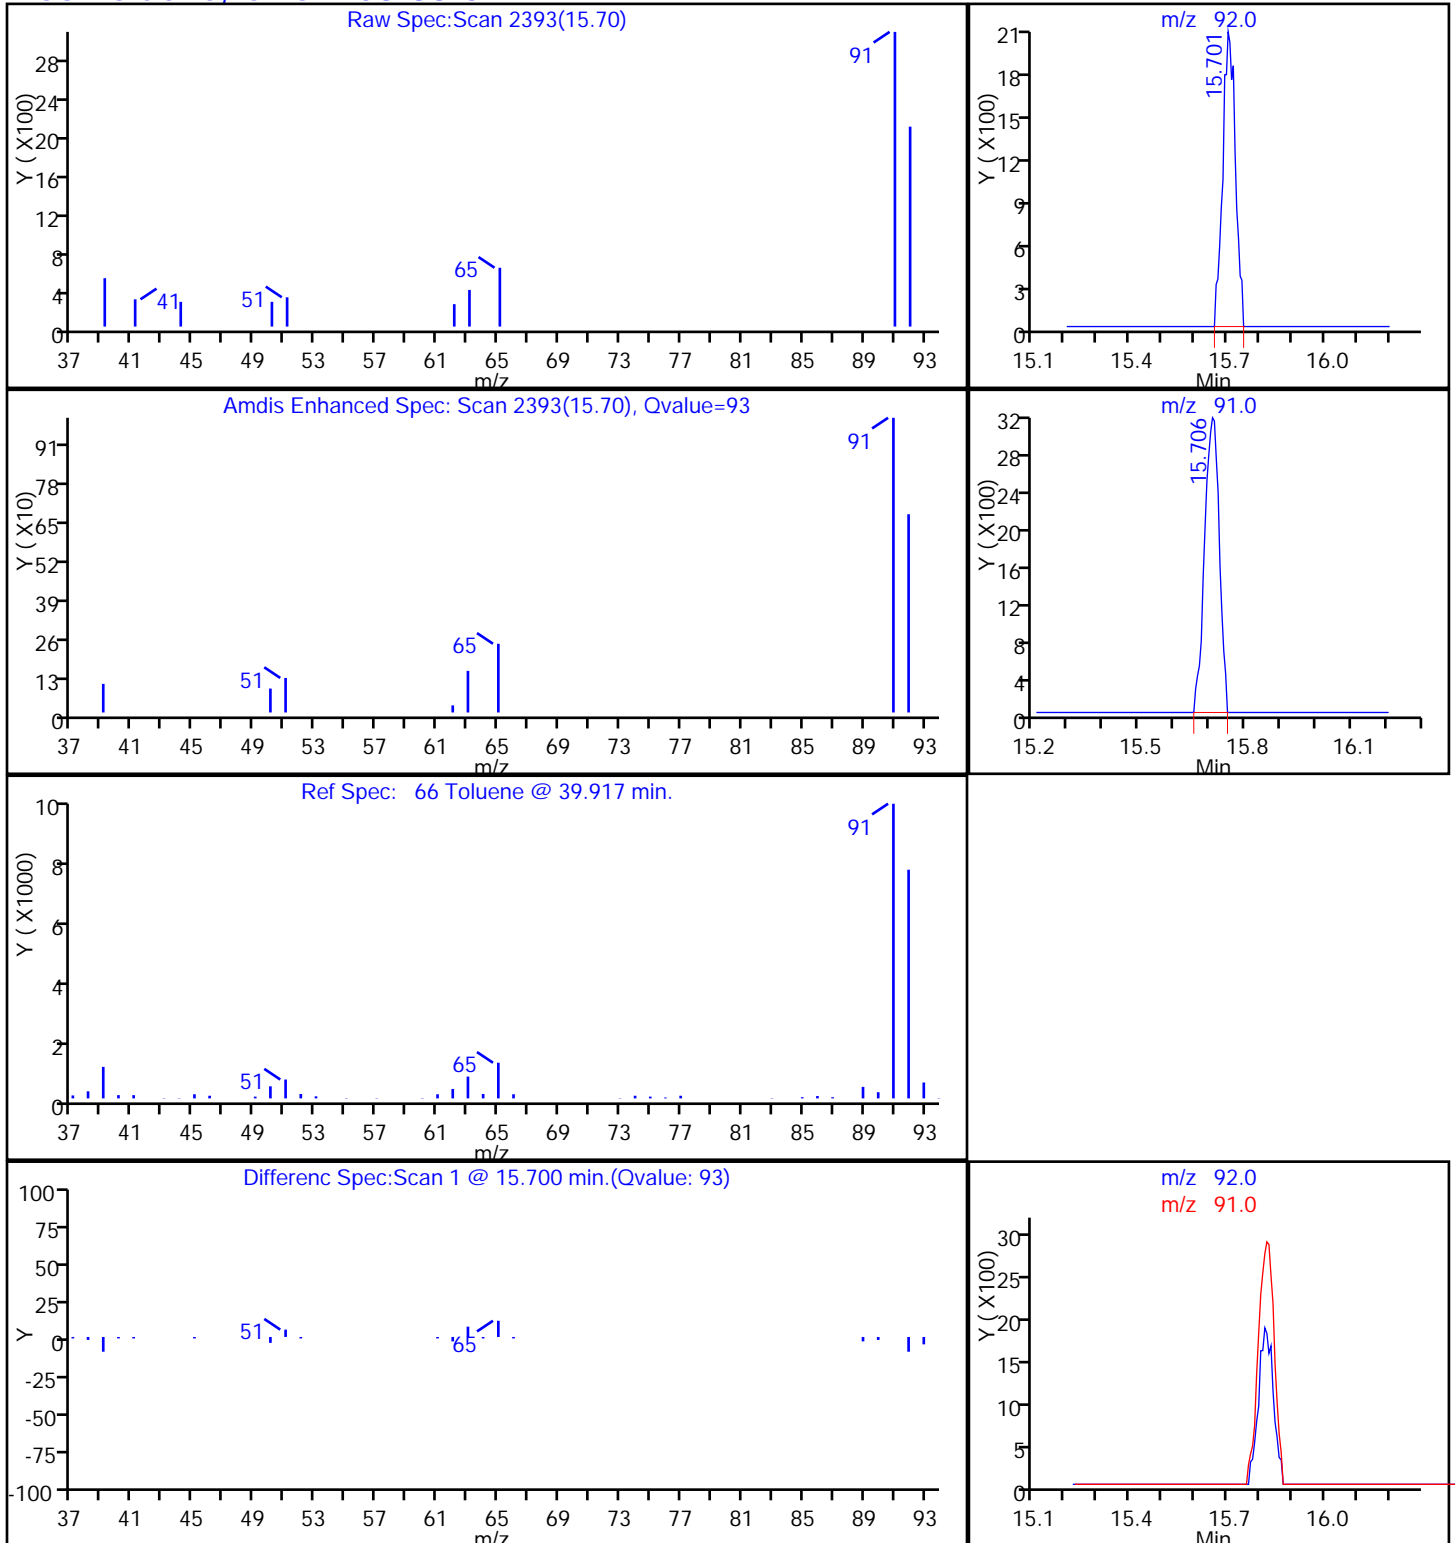 Raw Spec:Scan 2393(15.70)
Y ( X100)
28
24
20
16
12
8
4
0
91
41
51
65
37 41 45 49 53 57 61 65 69 73 77 81 85 89 93
m/z
m/z 92.0
Y ( X100)
21
18
15
12
9
6
3
0
15.701
15.1 15.4 15.7 16.0
Min
Amdis Enhanced Spec: Scan 2393(15.70), Qvalue=93
Y ( X10)
91
78
65
52
39
26
13
0
91
51
65
37 41 45 49 53 57 61 65 69 73 77 81 85 89 93
m/z
m/z 91.0
Y ( X100)
32
28
24
20
16
12
8
4
0
15.706
15.2 15.5 15.8 16.1
Min
Ref Spec: 66 Toluene @ 39.917 min.
Y ( X1000)
10
8
6
4
2
0
91
51
65
37 41 45 49 53 57 61 65 69 73 77 81 85 89 93
m/z
Differenc Spec:Scan 1 @ 15.700 min.(Qvalue: 93)
Y
100
75
50
25
0
-25
-50
-75
-100
51
65
37 41 45 49 53 57 61 65 69 73 77 81 85 89 93
m/z
m/z 92.0
m/z 91.0
Y ( X100)
30
25
20
15
10
5
0
15.1 15.4 15.7 16.0
Min